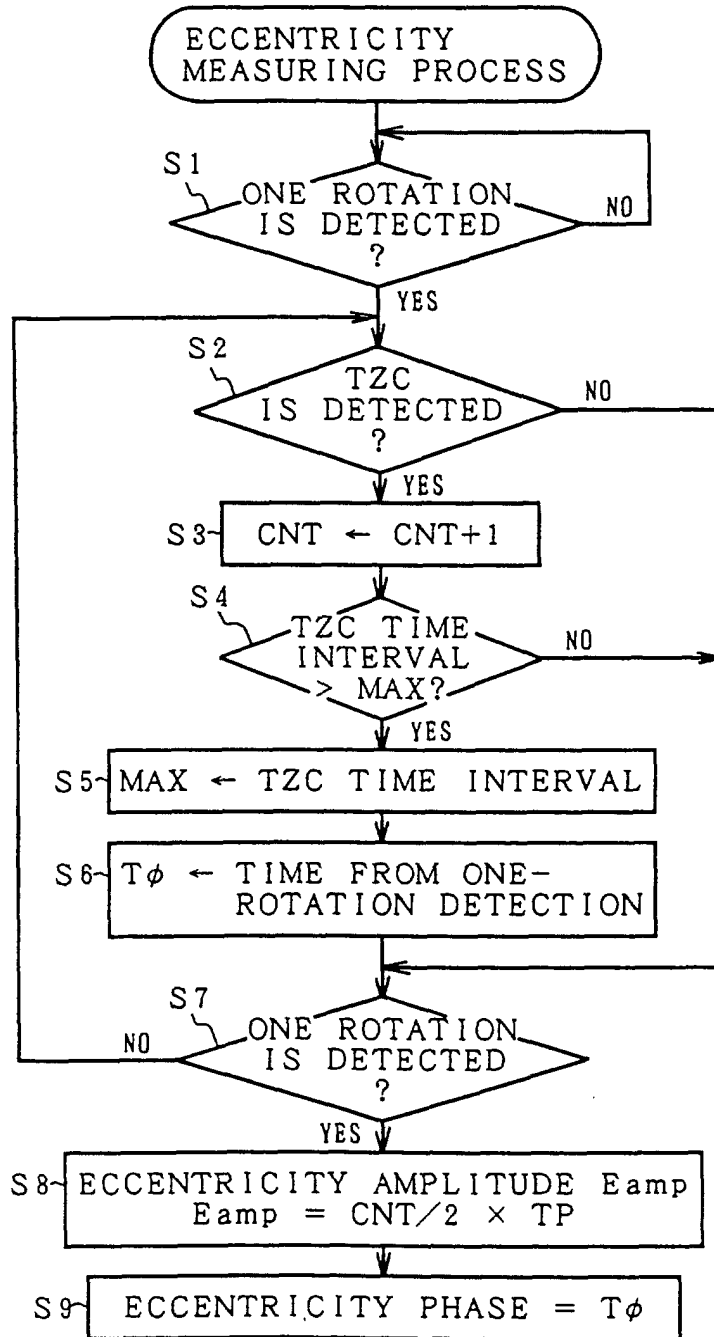 ECCENTRICITY
MEASURING PROCESS
S1
ONE ROTATION
IS DETECTED
?
NO
YES
S2
TZC
IS DETECTED
?
NO
YES
S3
CNT ← CNT+1
S4
TZC TIME
INTERVAL
> MAX?
NO
YES
S5
MAX ← TZC TIME INTERVAL
S6
Tϕ ← TIME FROM ONE-
ROTATION DETECTION
S7
ONE ROTATION
IS DETECTED
?
NO
YES
S8
ECCENTRICITY AMPLITUDE Eamp
Eamp = CNT/2 × TP
S9
ECCENTRICITY PHASE = Tϕ